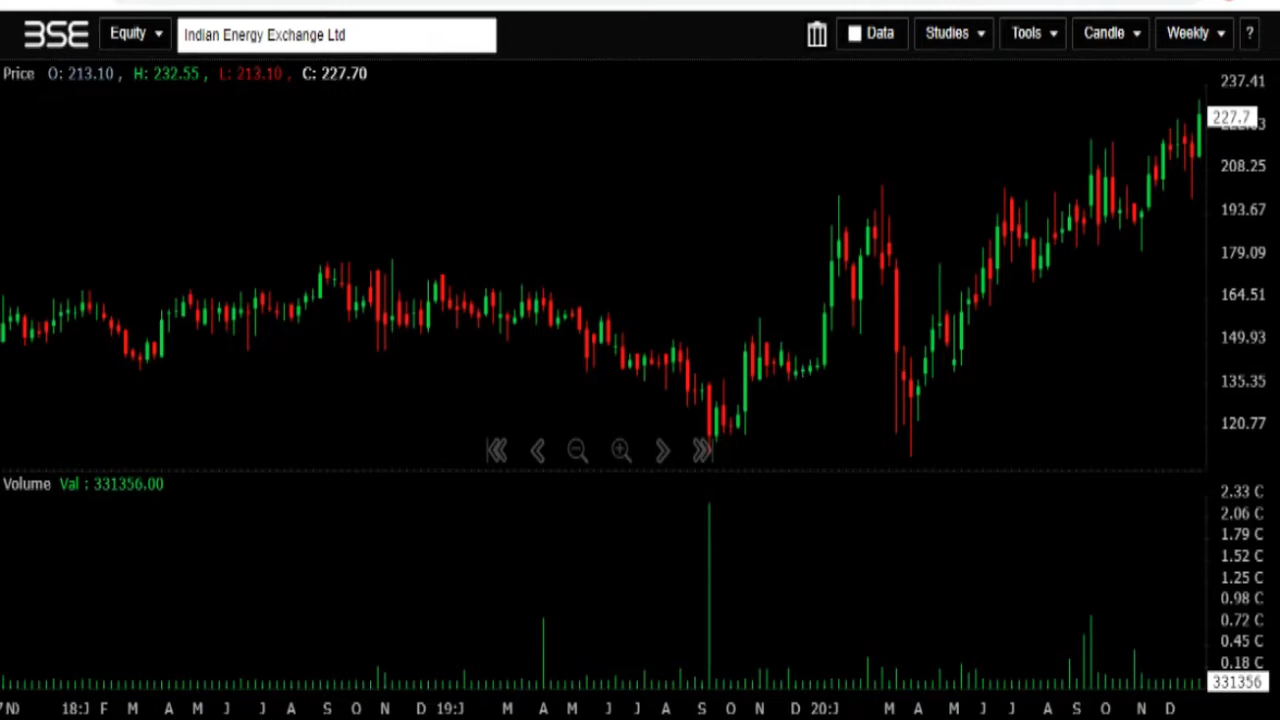 BSE Equity Indian Energy Exchange Ltd Data Studies Tools Candle Weekly ?
Price O: 213.10 , H: 232.55 , L: 213.10 , C: 227.70
237.41
227.7
208.25
193.67
179.09
164.51
149.93
135.35
120.77
Volume Val : 331356.00
2.33 C
2.06 C
1.79 C
1.52 C
1.25 C
0.98 C
0.72 C
0.45 C
0.18 C
331356
18:J F M A M J J A S O N D 19:J M A M J J A S O N D 20:J M A M J J A S O N D